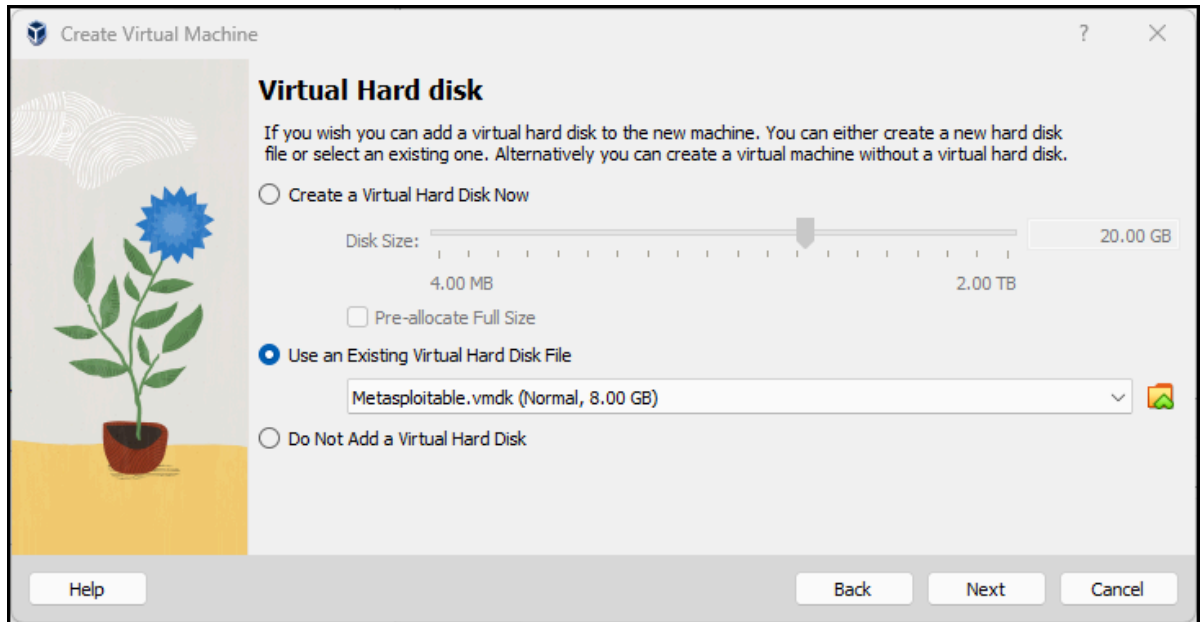 Create Virtual Machine
?
Virtual Hard disk
If you wish you can add a virtual hard disk to the new machine. You can either create a new hard disk
file or select an existing one. Alternatively you can create a virtual machine without a virtual hard disk.
Create a Virtual Hard Disk Now
Disk Size:
20.00 GB
4.00 MB
2.00 TB
Pre-allocate Full Size
Use an Existing Virtual Hard Disk File
Metasploitable.vmdk (Normal, 8.00 GB)
Do Not Add a Virtual Hard Disk
Help
Back
Next
Cancel